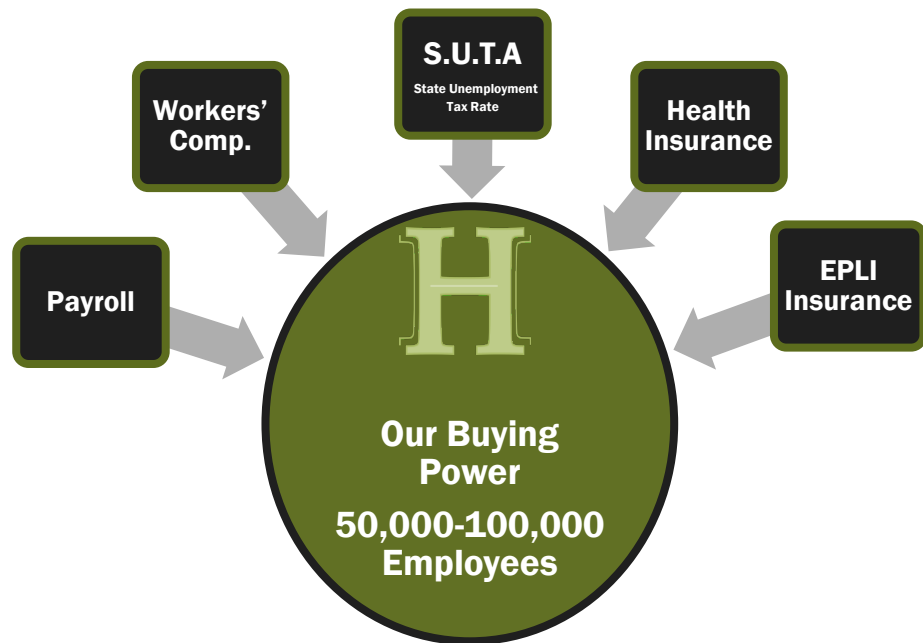 S.U.T.A
State Unemployment
Tax Rate
Workers'
Comp.
Health
Insurance
Payroll
EPLI
Insurance
H
Our Buying
Power
50,000-100,000
Employees